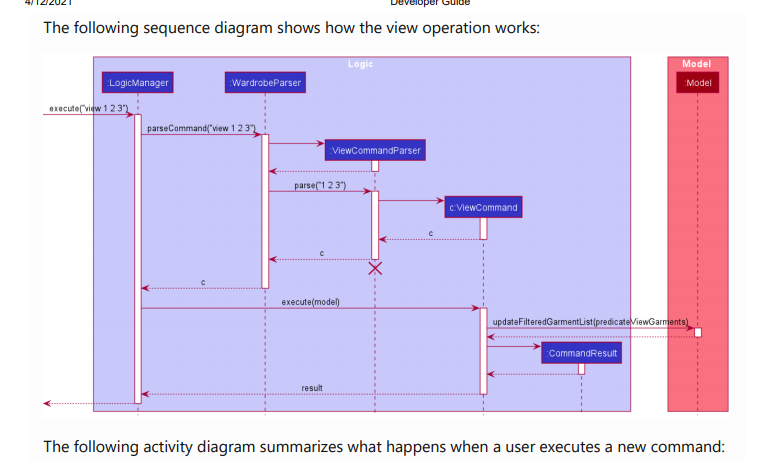 4/12/2021 Developer Guide
The following sequence diagram shows how the view operation works:
Logic
Model
:LogicManager
:WardrobeParser
:Model
execute("view 1 2 3")
parseCommand("view 1 2 3")
:ViewCommandParser
parse("1 2 3")
c:ViewCommand
c
c
c
execute(model)
updateFilteredGarmentList(predicateViewGarments)
:CommandResult
result
The following activity diagram summarizes what happens when a user executes a new command: